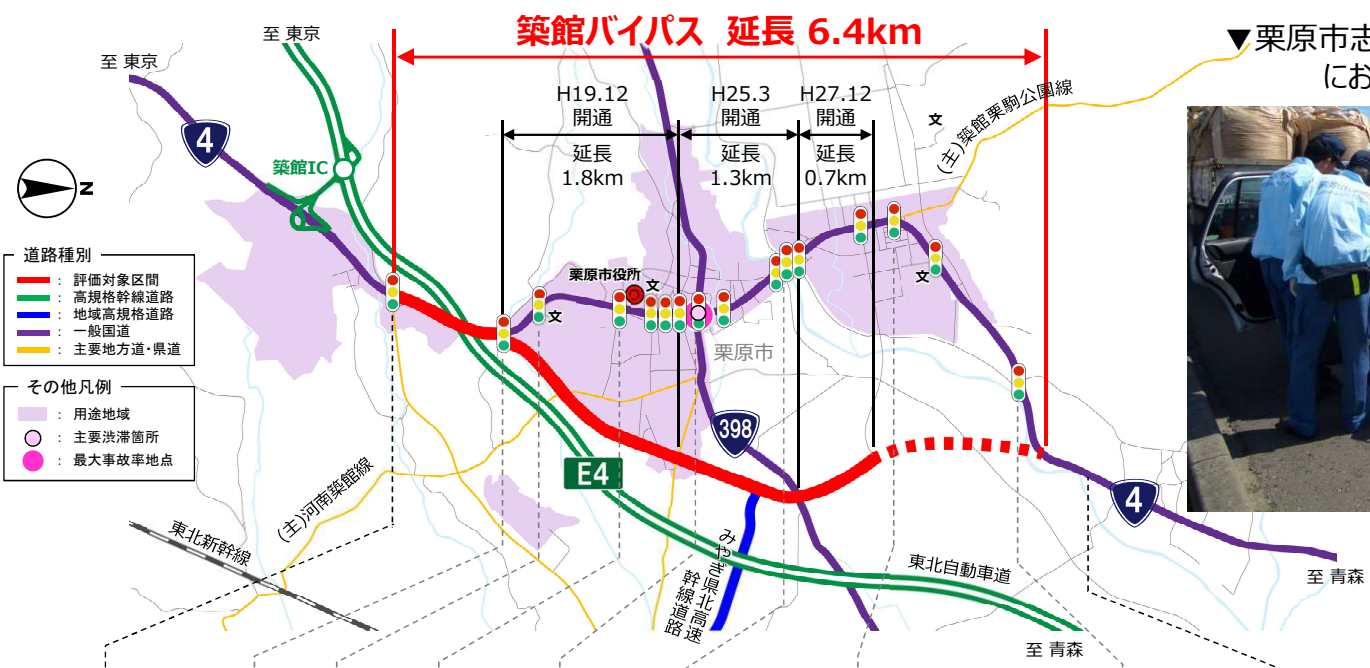 築館バイパス 延長 6.4km
▼栗原市志
にお
至 東京
至 東京
H19.12
開通
延長
1.8km
H25.3
開通
延長
1.3km
H27.12
開通
延長
0.7km
文
(主)築館栗駒公園線
4
築館IC
N
道路種別
: 評価対象区間
: 高規格幹線道路
: 地域高規格道路
: 一般国道
: 主要地方道・県道
その他凡例
: 用途地域
: 主要渋滞箇所
: 最大事故率地点
栗原市役所
文
文
文
栗原市
398
E4
4
(主)河南築館線
東北新幹線
みやぎ県北高速
幹線道路
東北自動車道
至 青森
至 青森